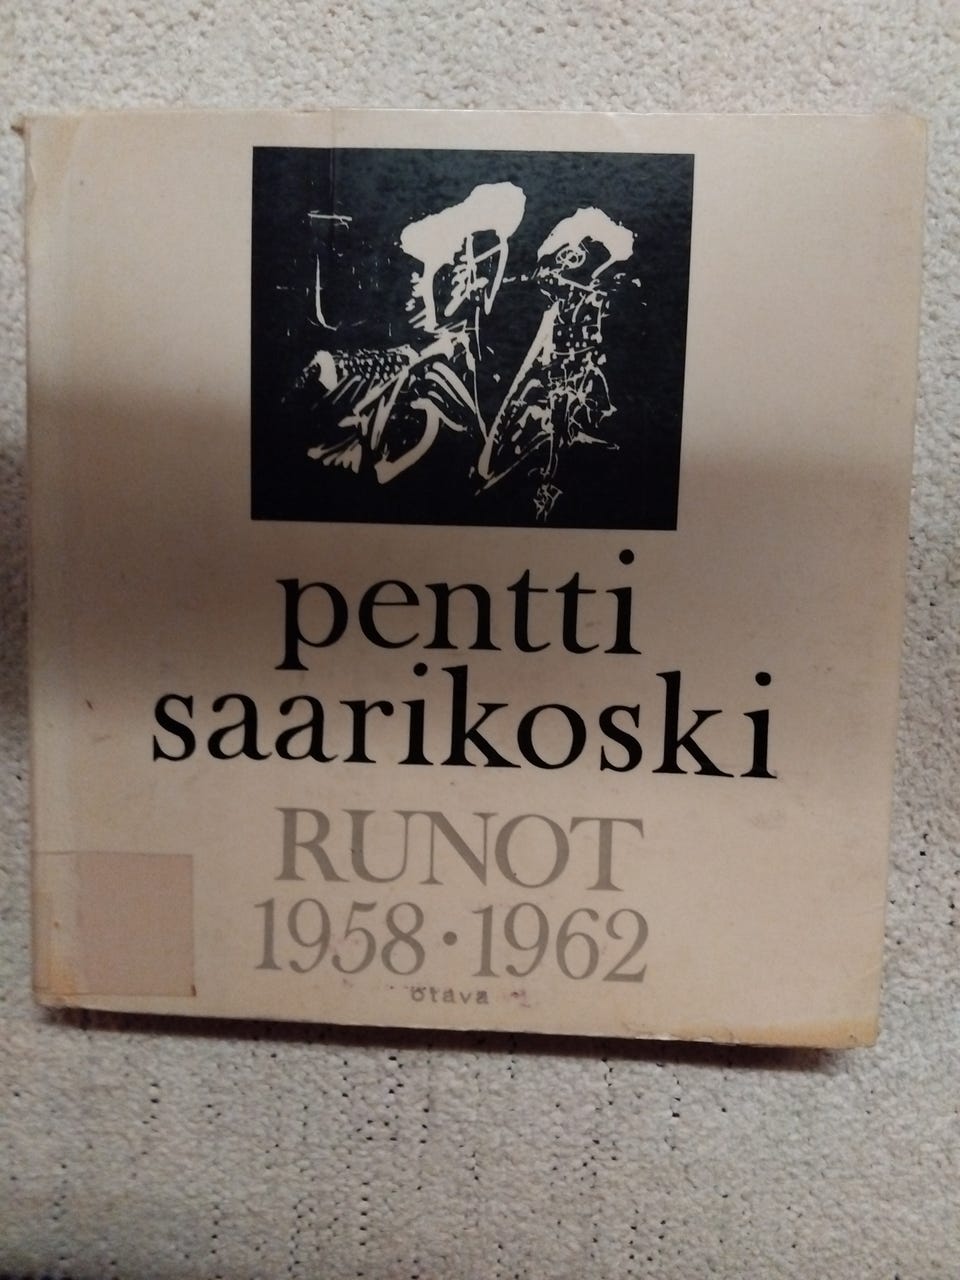 pentti
saarikoski
RUNOT
1958 · 1962
otava